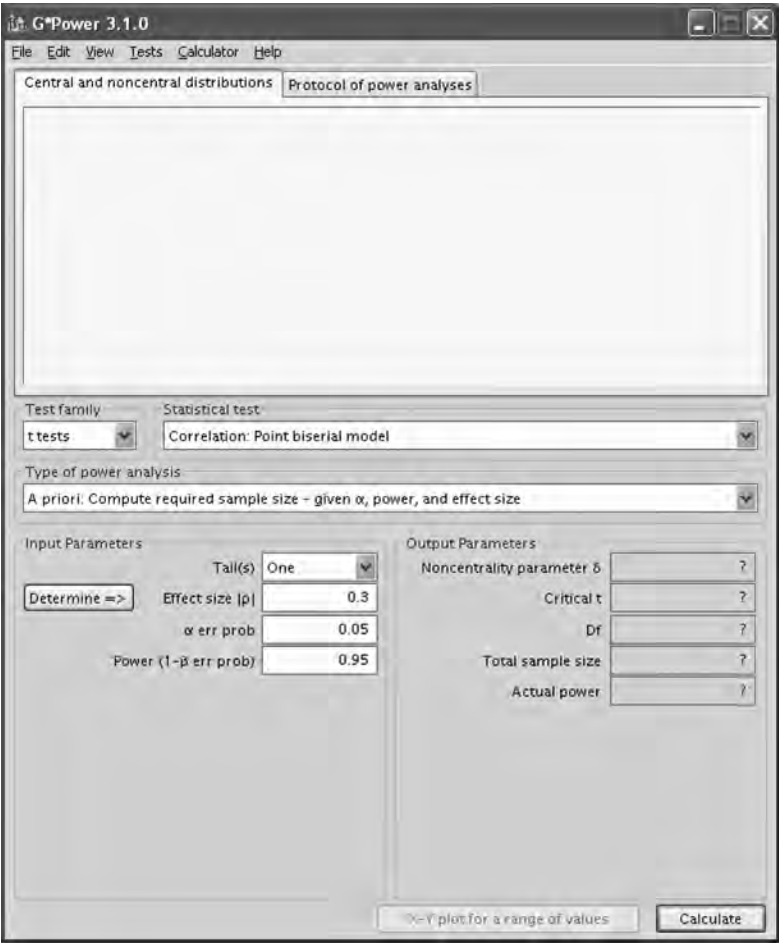 G*Power 3.1.0
File Edit View Tests Calculator Help
Central and noncentral distributions Protocol of power analyses
Test family Statistical test
t tests Correlation: Point biserial model
Type of power analysis
A priori: Compute required sample size – given α, power, and effect size
Input Parameters Output Parameters
Tail(s) One Noncentrality parameter δ ?
Determine => Effect size |ρ| 0.3 Critical t ?
α err prob 0.05 Df ?
Power (1-β err prob) 0.95 Total sample size ?
Actual power ?
X-Y plot for a range of values Calculate